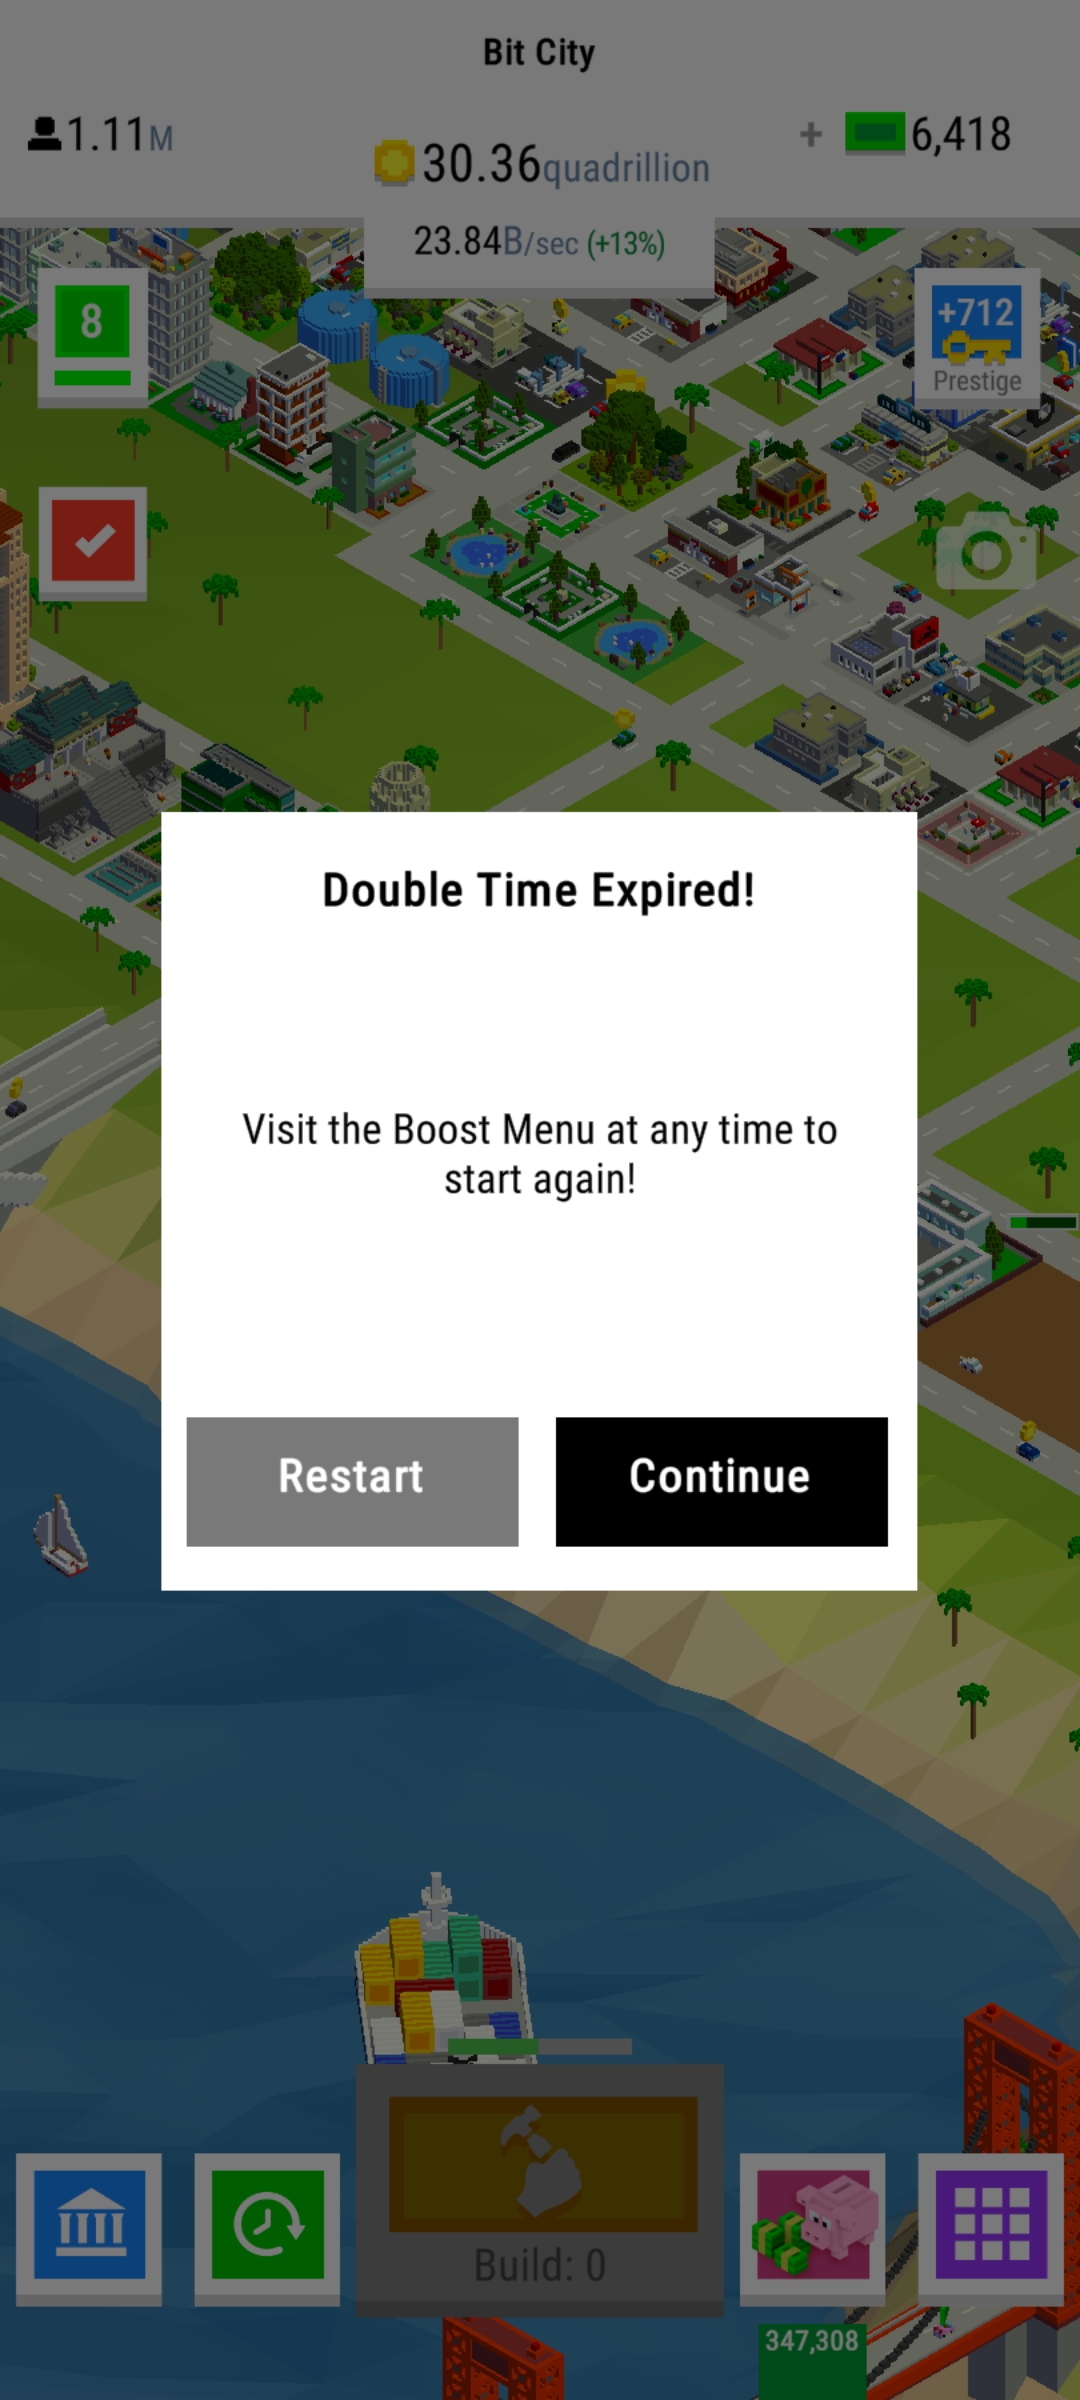 Bit City
1.11M
30.36quadrillion
+ 6,418
23.84B/sec (+13%)
8
+712
Prestige
Double Time Expired!
Visit the Boost Menu at any time to
start again!
Restart
Continue
Build: 0
347,308